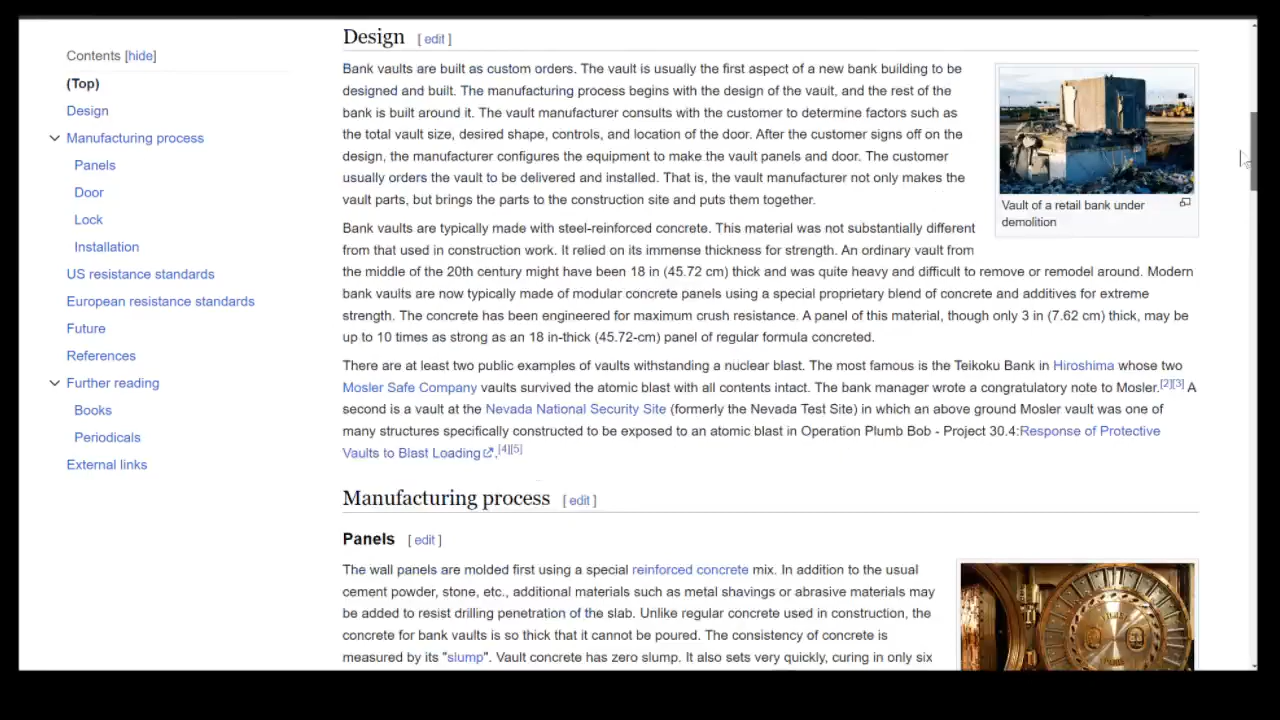 Contents [hide]
(Top)
Design
Manufacturing process
Panels
Door
Lock
Installation
US resistance standards
European resistance standards
Future
References
Further reading
Books
Periodicals
External links
Design [ edit ]
Bank vaults are built as custom orders. The vault is usually the first aspect of a new bank building to be
designed and built. The manufacturing process begins with the design of the vault, and the rest of the
bank is built around it. The vault manufacturer consults with the customer to determine factors such as
the total vault size, desired shape, controls, and location of the door. After the customer signs off on the
design, the manufacturer configures the equipment to make the vault panels and door. The customer
usually orders the vault to be delivered and installed. That is, the vault manufacturer not only makes the
vault parts, but brings the parts to the construction site and puts them together.
Vault of a retail bank under
demolition
Bank vaults are typically made with steel-reinforced concrete. This material was not substantially different
from that used in construction work. It relied on its immense thickness for strength. An ordinary vault from
the middle of the 20th century might have been 18 in (45.72 cm) thick and was quite heavy and difficult to remove or remodel around. Modern
bank vaults are now typically made of modular concrete panels using a special proprietary blend of concrete and additives for extreme
strength. The concrete has been engineered for maximum crush resistance. A panel of this material, though only 3 in (7.62 cm) thick, may be
up to 10 times as strong as an 18 in-thick (45.72-cm) panel of regular formula concreted.
There are at least two public examples of vaults withstanding a nuclear blast. The most famous is the Teikoku Bank in Hiroshima whose two
Mosler Safe Company vaults survived the atomic blast with all contents intact. The bank manager wrote a congratulatory note to Mosler.[2][3] A
second is a vault at the Nevada National Security Site (formerly the Nevada Test Site) in which an above ground Mosler vault was one of
many structures specifically constructed to be exposed to an atomic blast in Operation Plumb Bob - Project 30.4:Response of Protective
Vaults to Blast Loading.[4][5]
Manufacturing process [ edit ]
Panels [ edit ]
The wall panels are molded first using a special reinforced concrete mix. In addition to the usual
cement powder, stone, etc., additional materials such as metal shavings or abrasive materials may
be added to resist drilling penetration of the slab. Unlike regular concrete used in construction, the
concrete for bank vaults is so thick that it cannot be poured. The consistency of concrete is
measured by its "slump". Vault concrete has zero slump. It also sets very quickly, curing in only six